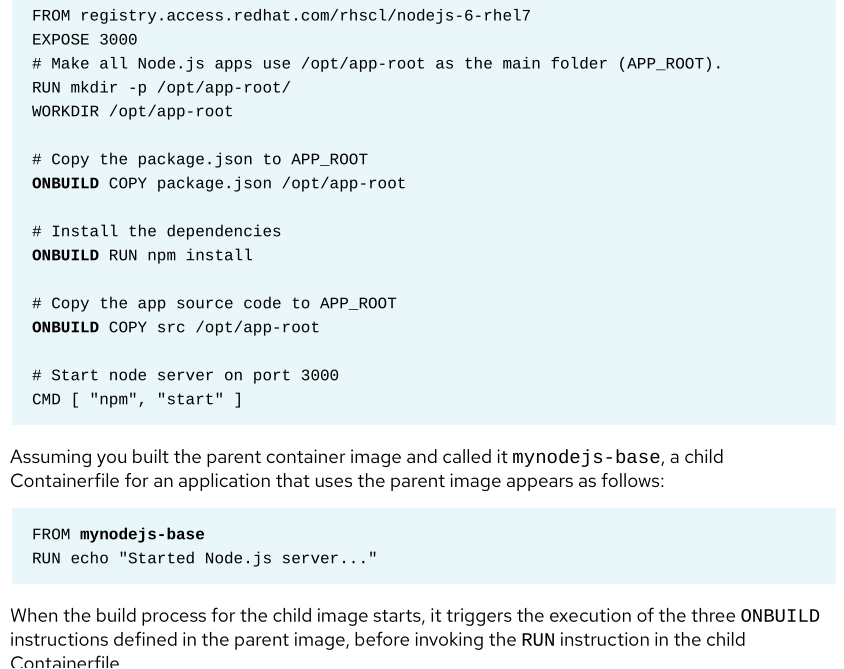 FROM registry.access.redhat.com/rhscl/nodejs-6-rhel7
EXPOSE 3000
# Make all Node.js apps use /opt/app-root as the main folder (APP_ROOT).
RUN mkdir -p /opt/app-root/
WORKDIR /opt/app-root
# Copy the package.json to APP_ROOT
ONBUILD COPY package.json /opt/app-root
# Install the dependencies
ONBUILD RUN npm install
# Copy the app source code to APP_ROOT
ONBUILD COPY src /opt/app-root
# Start node server on port 3000
CMD [ "npm", "start" ]
Assuming you built the parent container image and called it mynodejs-base, a child
Containerfile for an application that uses the parent image appears as follows:
FROM mynodejs-base
RUN echo "Started Node.js server..."
When the build process for the child image starts, it triggers the execution of the three ONBUILD
instructions defined in the parent image, before invoking the RUN instruction in the child
Containerfile